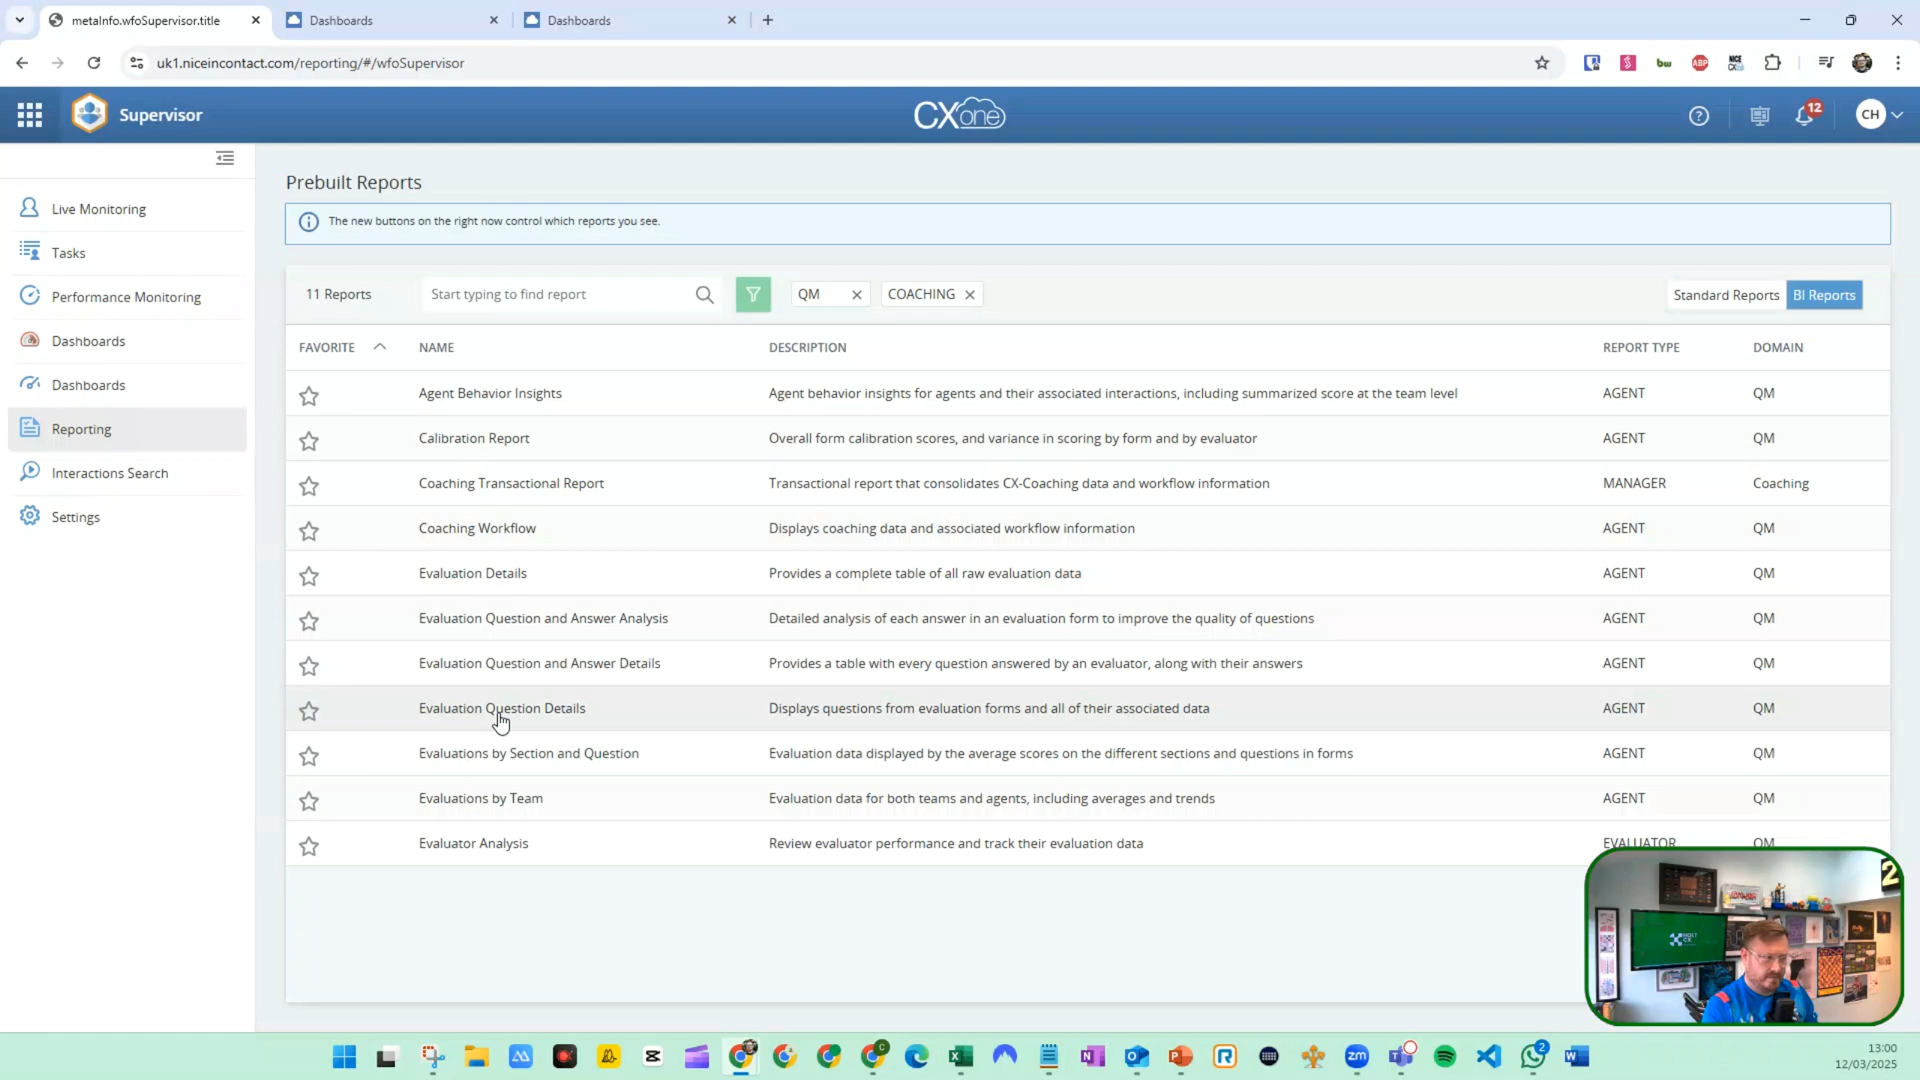 metaInfo.wfoSupervisor.title
Dashboards
Dashboards
uk1.niceincontact.com/reporting/#/wfoSupervisor
Supervisor
CXone
12
CH
Live Monitoring
Tasks
Performance Monitoring
Dashboards
Dashboards
Reporting
Interactions Search
Settings
Prebuilt Reports
The new buttons on the right now control which reports you see.
11 Reports
Start typing to find report
QM
COACHING
Standard Reports
BI Reports
FAVORITE NAME DESCRIPTION REPORT TYPE DOMAIN
Agent Behavior Insights Agent behavior insights for agents and their associated interactions, including summarized score at the team level AGENT QM
Calibration Report Overall form calibration scores, and variance in scoring by form and by evaluator AGENT QM
Coaching Transactional Report Transactional report that consolidates CX-Coaching data and workflow information MANAGER Coaching
Coaching Workflow Displays coaching data and associated workflow information AGENT QM
Evaluation Details Provides a complete table of all raw evaluation data AGENT QM
Evaluation Question and Answer Analysis Detailed analysis of each answer in an evaluation form to improve the quality of questions AGENT QM
Evaluation Question and Answer Details Provides a table with every question answered by an evaluator, along with their answers AGENT QM
Evaluation Question Details Displays questions from evaluation forms and all of their associated data AGENT QM
Evaluations by Section and Question Evaluation data displayed by the average scores on the different sections and questions in forms AGENT QM
Evaluations by Team Evaluation data for both teams and agents, including averages and trends AGENT QM
Evaluator Analysis Review evaluator performance and track their evaluation data EVALUATOR QM
2
13:00
12/03/2025